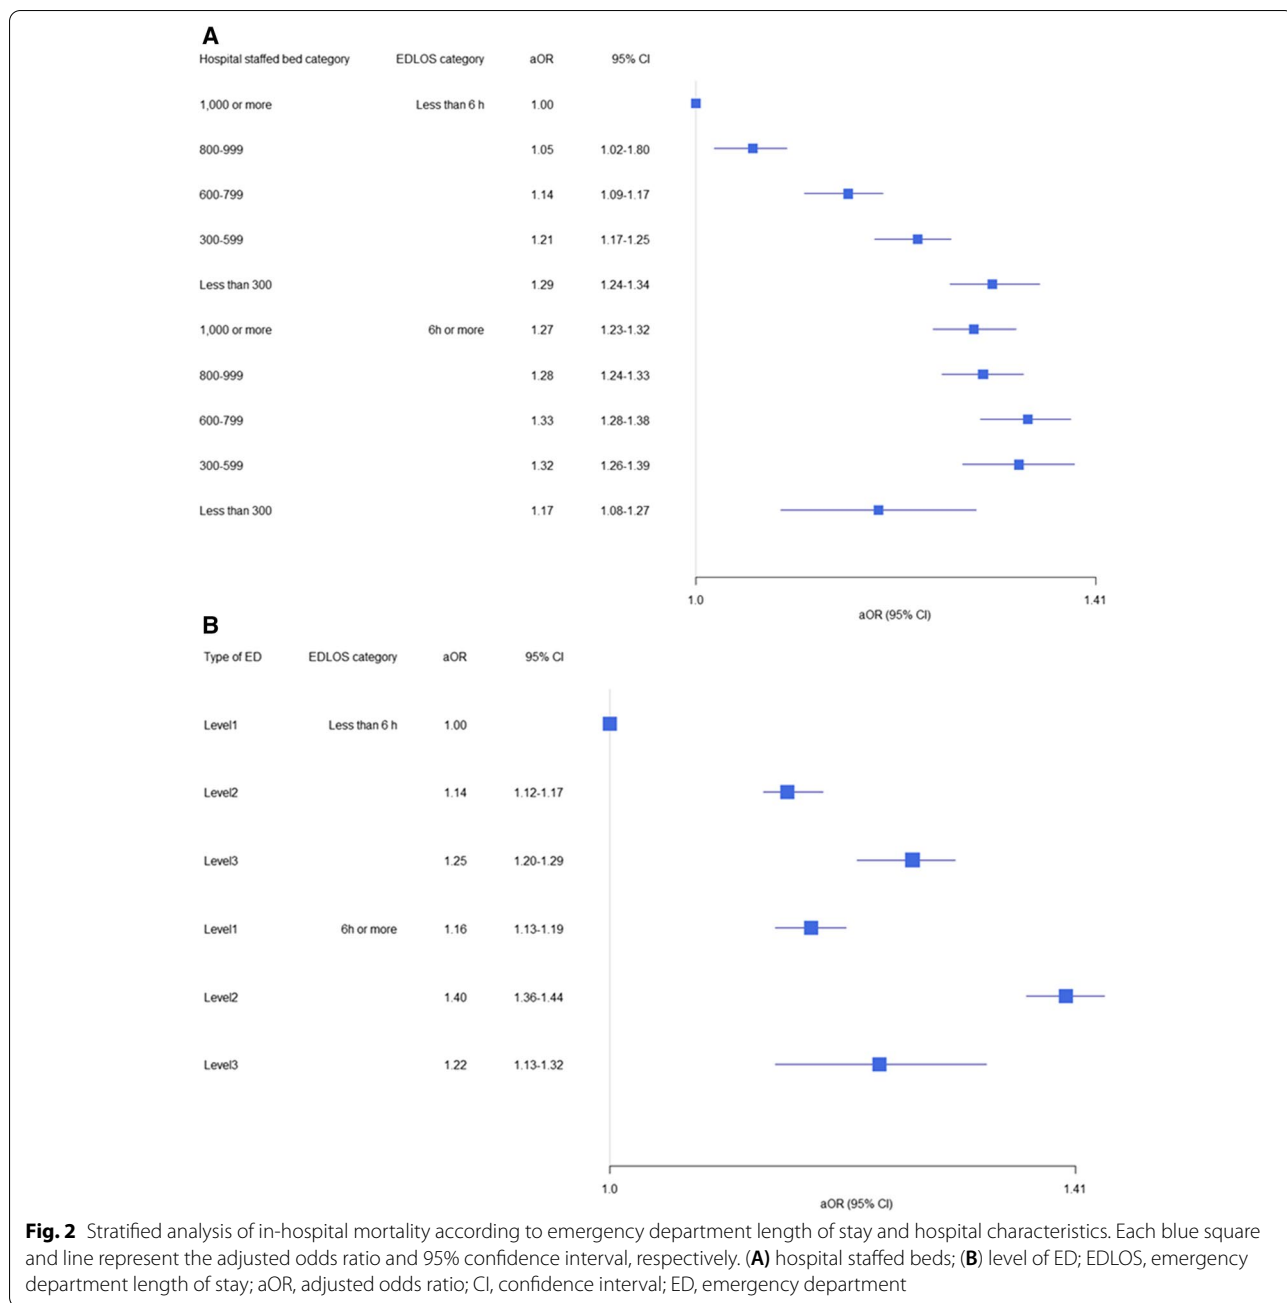 A
Hospital staffed bed category EDLOS category aOR 95% CI
1,000 or more Less than 6 h 1.00
800-999 1.05 1.02-1.80
600-799 1.14 1.09-1.17
300-599 1.21 1.17-1.25
Less than 300 1.29 1.24-1.34
1,000 or more 6h or more 1.27 1.23-1.32
800-999 1.28 1.24-1.33
600-799 1.33 1.28-1.38
300-599 1.32 1.26-1.39
Less than 300 1.17 1.08-1.27
1.0 1.41
aOR (95% CI)
B
Type of ED EDLOS category aOR 95% CI
Level1 Less than 6 h 1.00
Level2 1.14 1.12-1.17
Level3 1.25 1.20-1.29
Level1 6h or more 1.16 1.13-1.19
Level2 1.40 1.36-1.44
Level3 1.22 1.13-1.32
1.0 1.41
aOR (95% CI)
Fig. 2 Stratified analysis of in-hospital mortality according to emergency department length of stay and hospital characteristics. Each blue square
and line represent the adjusted odds ratio and 95% confidence interval, respectively. (A) hospital staffed beds; (B) level of ED; EDLOS, emergency
department length of stay; aOR, adjusted odds ratio; CI, confidence interval; ED, emergency department